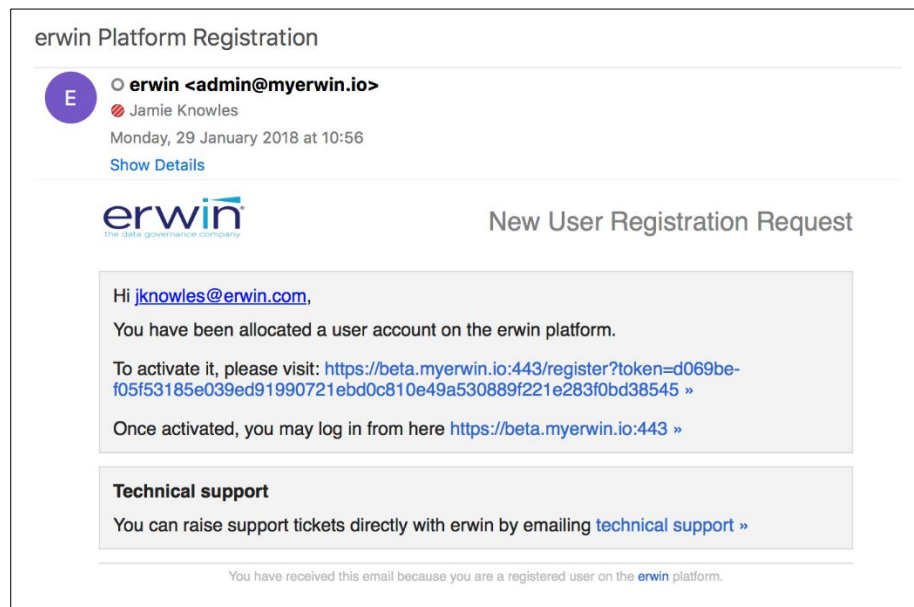 erwin Platform Registration
E
erwin <admin@myerwin.io>
Jamie Knowles
Monday, 29 January 2018 at 10:56
Show Details
erwin
the data governance company
New User Registration Request
Hi jknowles@erwin.com,
You have been allocated a user account on the erwin platform.
To activate it, please visit: https://beta.myerwin.io:443/register?token=d069be-
f05f53185e039ed91990721ebd0c810e49a530889f221e283f0bd38545 »
Once activated, you may log in from here https://beta.myerwin.io:443 »
Technical support
You can raise support tickets directly with erwin by emailing technical support »
You have received this email because you are a registered user on the erwin platform.